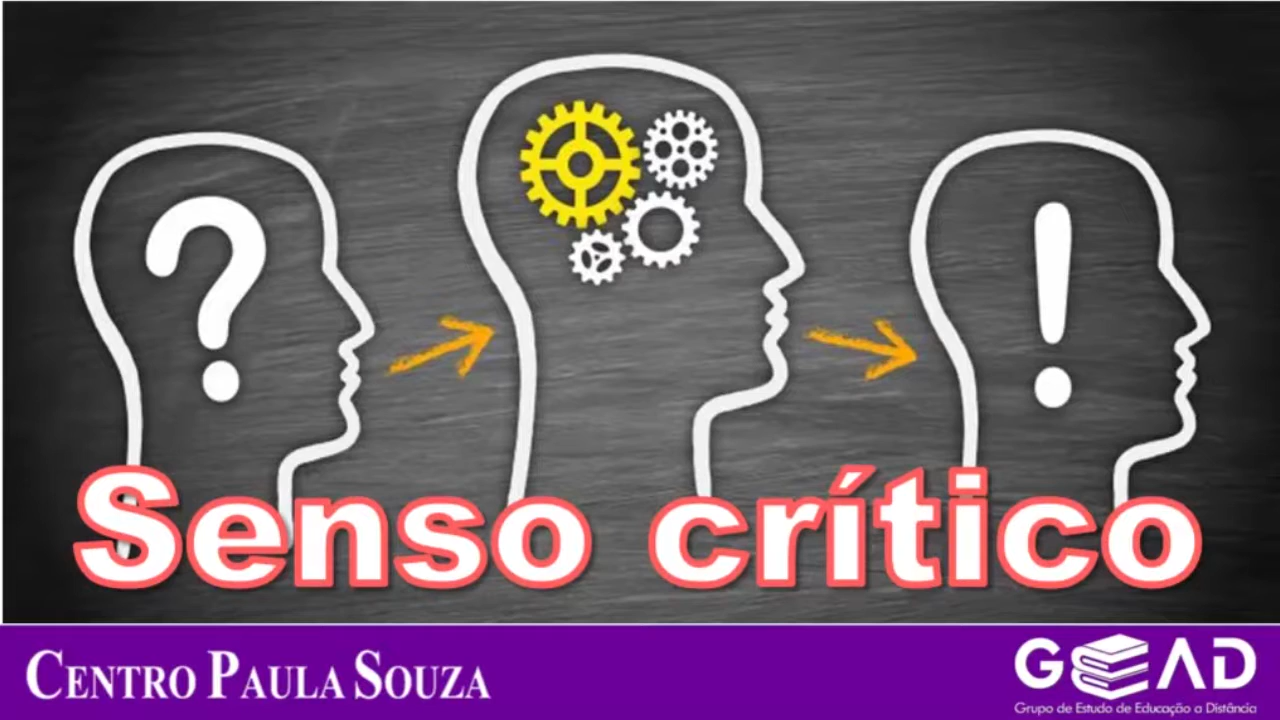 ?
!
Senso crítico
CENTRO PAULA SOUZA
GEAD
Grupo de Estudo de Educação a Distância